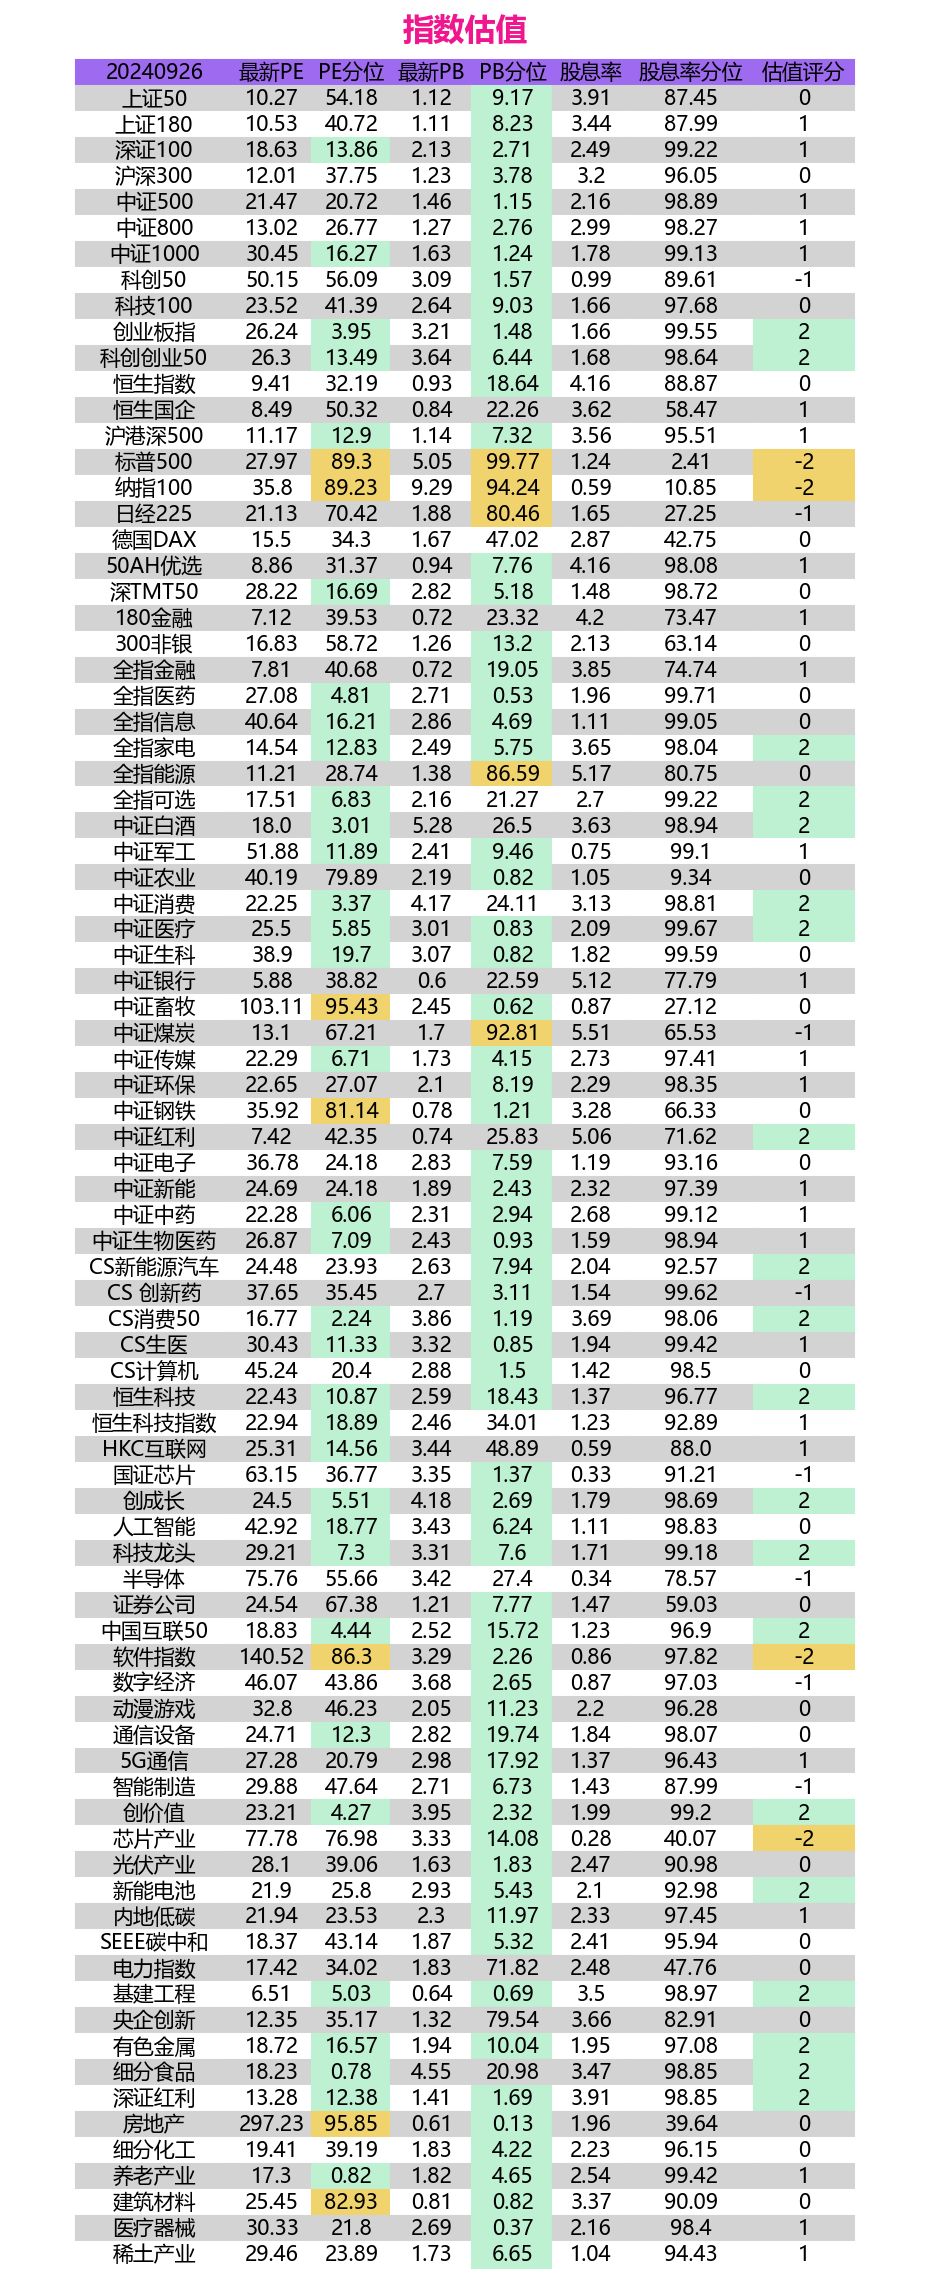 指数估值
20240926 最新PE PE分位 最新PB PB分位 股息率 股息率分位 估值评分
上证50 10.27 54.18 1.12 9.17 3.91 87.45 0
上证180 10.53 40.72 1.11 8.23 3.44 87.99 1
深证100 18.63 13.86 2.13 2.71 2.49 99.22 1
沪深300 12.01 37.75 1.23 3.78 3.2 96.05 0
中证500 21.47 20.72 1.46 1.15 2.16 98.89 1
中证800 13.02 26.77 1.27 2.76 2.99 98.27 1
中证1000 30.45 16.27 1.63 1.24 1.78 99.13 1
科创50 50.15 56.09 3.09 1.57 0.99 89.61 -1
科技100 23.52 41.39 2.64 9.03 1.66 97.68 0
创业板指 26.24 3.95 3.21 1.48 1.66 99.55 2
科创创业50 26.3 13.49 3.64 6.44 1.68 98.64 2
恒生指数 9.41 32.19 0.93 18.64 4.16 88.87 0
恒生国企 8.49 50.32 0.84 22.26 3.62 58.47 1
沪港深500 11.17 12.9 1.14 7.32 3.56 95.51 1
标普500 27.97 89.3 5.05 99.77 1.24 2.41 -2
纳指100 35.8 89.23 9.29 94.24 0.59 10.85 -2
日经225 21.13 70.42 1.88 80.46 1.65 27.25 -1
德国DAX 15.5 34.3 1.67 47.02 2.87 42.75 0
50AH优选 8.86 31.37 0.94 7.76 4.16 98.08 1
深TMT50 28.22 16.69 2.82 5.18 1.48 98.72 0
180金融 7.12 39.53 0.72 23.32 4.2 73.47 1
300非银 16.83 58.72 1.26 13.2 2.13 63.14 0
全指金融 7.81 40.68 0.72 19.05 3.85 74.74 1
全指医药 27.08 4.81 2.71 0.53 1.96 99.71 0
全指信息 40.64 16.21 2.86 4.69 1.11 99.05 0
全指家电 14.54 12.83 2.49 5.75 3.65 98.04 2
全指能源 11.21 28.74 1.38 86.59 5.17 80.75 0
全指可选 17.51 6.83 2.16 21.27 2.7 99.22 2
中证白酒 18.0 3.01 5.28 26.5 3.63 98.94 2
中证军工 51.88 11.89 2.41 9.46 0.75 99.1 1
中证农业 40.19 79.89 2.19 0.82 1.05 9.34 0
中证消费 22.25 3.37 4.17 24.11 3.13 98.81 2
中证医疗 25.5 5.85 3.01 0.83 2.09 99.67 2
中证生科 38.9 19.7 3.07 0.82 1.82 99.59 0
中证银行 5.88 38.82 0.6 22.59 5.12 77.79 1
中证畜牧 103.11 95.43 2.45 0.62 0.87 27.12 0
中证煤炭 13.1 67.21 1.7 92.81 5.51 65.53 -1
中证传媒 22.29 6.71 1.73 4.15 2.73 97.41 1
中证环保 22.65 27.07 2.1 8.19 2.29 98.35 1
中证钢铁 35.92 81.14 0.78 1.21 3.28 66.33 0
中证红利 7.42 42.35 0.74 25.83 5.06 71.62 2
中证电子 36.78 24.18 2.83 7.59 1.19 93.16 0
中证新能 24.69 24.18 1.89 2.43 2.32 97.39 1
中证中药 22.28 6.06 2.31 2.94 2.68 99.12 1
中证生物医药 26.87 7.09 2.43 0.93 1.59 98.94 1
CS新能源汽车 24.48 23.93 2.63 7.94 2.04 92.57 2
CS 创新药 37.65 35.45 2.7 3.11 1.54 99.62 -1
CS消费50 16.77 2.24 3.86 1.19 3.69 98.06 2
CS生医 30.43 11.33 3.32 0.85 1.94 99.42 1
CS计算机 45.24 20.4 2.88 1.5 1.42 98.5 0
恒生科技 22.43 10.87 2.59 18.43 1.37 96.77 2
恒生科技指数 22.94 18.89 2.46 34.01 1.23 92.89 1
HKC互联网 25.31 14.56 3.44 48.89 0.59 88.0 1
国证芯片 63.15 36.77 3.35 1.37 0.33 91.21 -1
创成长 24.5 5.51 4.18 2.69 1.79 98.69 2
人工智能 42.92 18.77 3.43 6.24 1.11 98.83 0
科技龙头 29.21 7.3 3.31 7.6 1.71 99.18 2
半导体 75.76 55.66 3.42 27.4 0.34 78.57 -1
证券公司 24.54 67.38 1.21 7.77 1.47 59.03 0
中国互联50 18.83 4.44 2.52 15.72 1.23 96.9 2
软件指数 140.52 86.3 3.29 2.26 0.86 97.82 -2
数字经济 46.07 43.86 3.68 2.65 0.87 97.03 -1
动漫游戏 32.8 46.23 2.05 11.23 2.2 96.28 0
通信设备 24.71 12.3 2.82 19.74 1.84 98.07 0
5G通信 27.28 20.79 2.98 17.92 1.37 96.43 1
智能制造 29.88 47.64 2.71 6.73 1.43 87.99 -1
创价值 23.21 4.27 3.95 2.32 1.99 99.2 2
芯片产业 77.78 76.98 3.33 14.08 0.28 40.07 -2
光伏产业 28.1 39.06 1.63 1.83 2.47 90.98 0
新能电池 21.9 25.8 2.93 5.43 2.1 92.98 2
内地低碳 21.94 23.53 2.3 11.97 2.33 97.45 1
SEEE碳中和 18.37 43.14 1.87 5.32 2.41 95.94 0
电力指数 17.42 34.02 1.83 71.82 2.48 47.76 0
基建工程 6.51 5.03 0.64 0.69 3.5 98.97 2
央企创新 12.35 35.17 1.32 79.54 3.66 82.91 0
有色金属 18.72 16.57 1.94 10.04 1.95 97.08 2
细分食品 18.23 0.78 4.55 20.98 3.47 98.85 2
深证红利 13.28 12.38 1.41 1.69 3.91 98.85 2
房地产 297.23 95.85 0.61 0.13 1.96 39.64 0
细分化工 19.41 39.19 1.83 4.22 2.23 96.15 0
养老产业 17.3 0.82 1.82 4.65 2.54 99.42 1
建筑材料 25.45 82.93 0.81 0.82 3.37 90.09 0
医疗器械 30.33 21.8 2.69 0.37 2.16 98.4 1
稀土产业 29.46 23.89 1.73 6.65 1.04 94.43 1